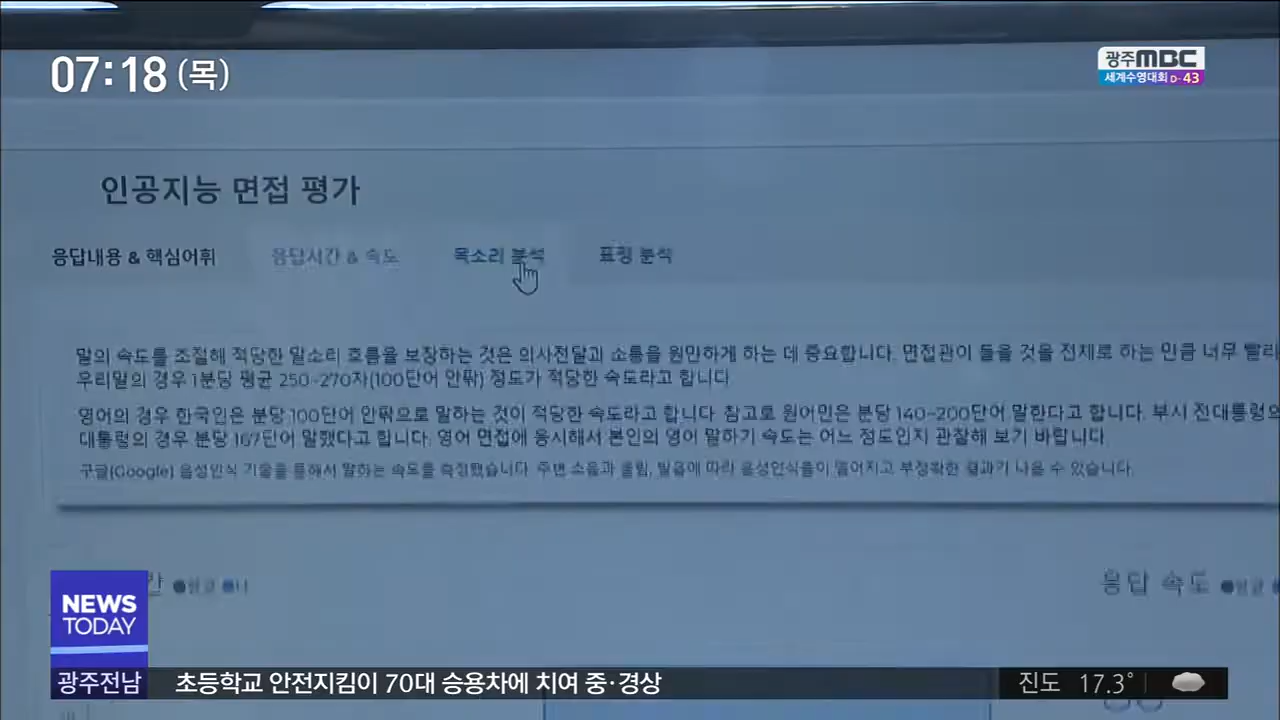 07:18 (목)
광주MBC
세계수영대회 D-43
인공지능 면접 평가
응답내용 & 핵심어휘
응답시간 & 속도
목소리 분석
표정 분석
말의 속도를 조절해 적당한 말소리 흐름을 보장하는 것은 의사전달과 소통을 원만하게 하는 데 중요합니다. 면접관이 들을 것을 전제로 하는 만큼 너무 빨리
우리말의 경우 1분당 평균 250~270자(100단어 안팎) 정도가 적당한 속도라고 합니다.
영어의 경우 한국인은 분당 100단어 안팎으로 말하는 것이 적당한 속도라고 합니다. 참고로 원어민은 분당 140~200단어 말한다고 합니다. 부시 전대통령의
대통령의 경우 분당 167단어 말했다고 합니다. 영어 면접에 응시해서 본인의 영어 말하기 속도는 어느 정도인지 관찰해 보기 바랍니다.
구글(Google) 음성인식 기술을 통해서 말하는 속도를 측정했습니다. 주변 소음과 울림, 발음에 따라 음성인식률이 떨어지고 부정확한 결과가 나올 수 있습니다.
간 ●평균 ●나
응답 속도 ●평균
NEWS
TODAY
광주전남
초등학교 안전지킴이 70대 승용차에 치여 중·경상
진도 17.3°